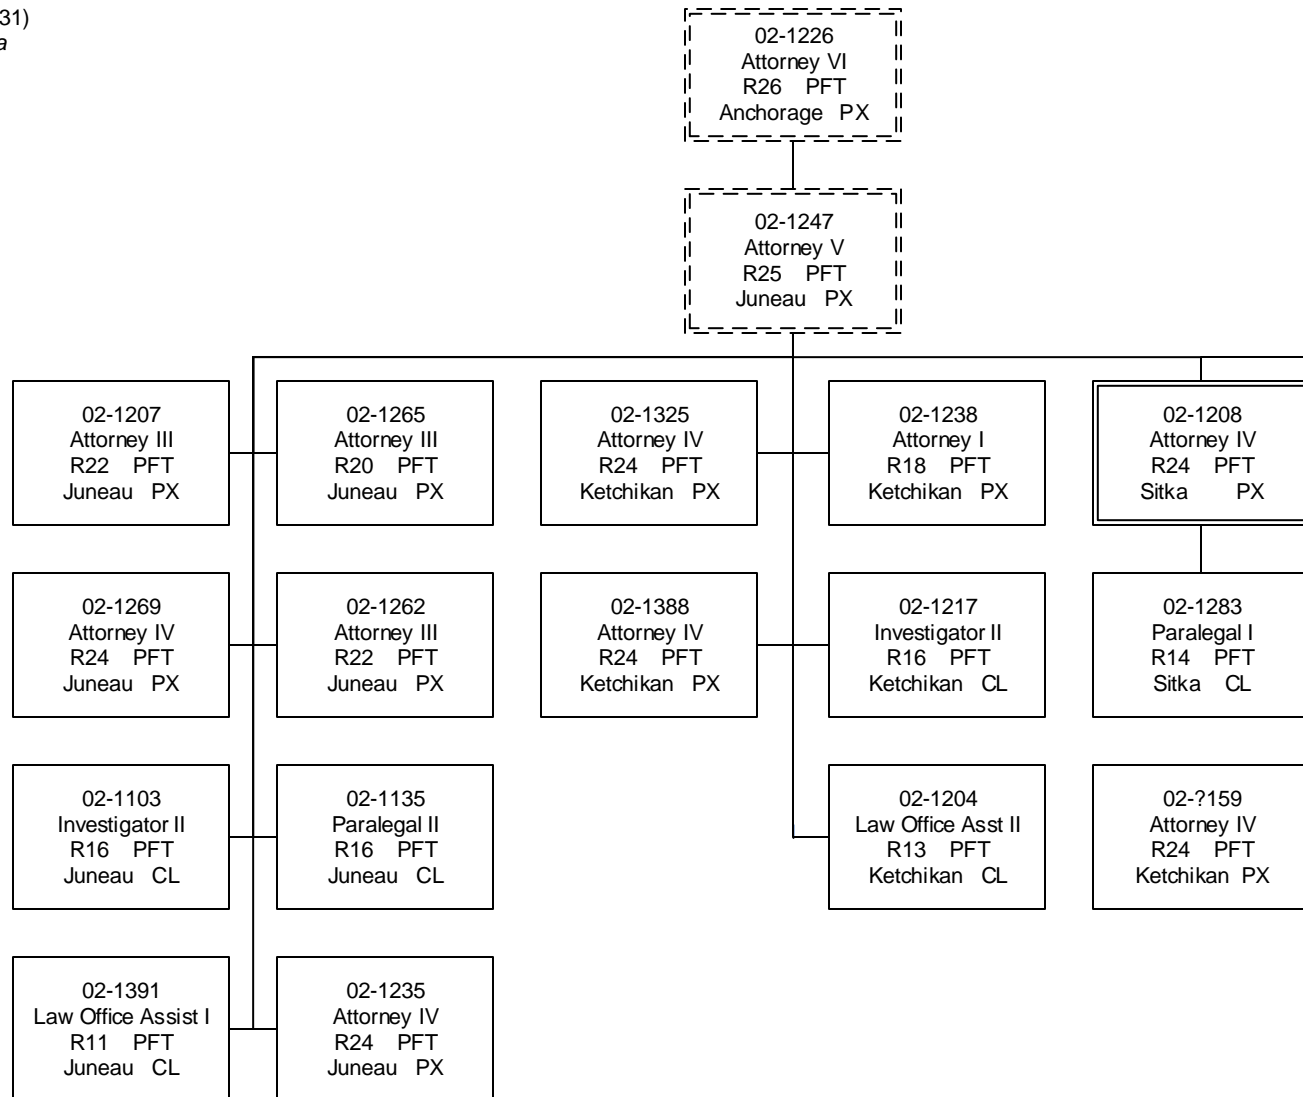 31)
a
02-1226
Attorney VI
R26 PFT
Anchorage PX
02-1247
Attorney V
R25 PFT
Juneau PX
02-1207
Attorney III
R22 PFT
Juneau PX
02-1265
Attorney III
R20 PFT
Juneau PX
02-1325
Attorney IV
R24 PFT
Ketchikan PX
02-1238
Attorney I
R18 PFT
Ketchikan PX
02-1208
Attorney IV
R24 PFT
Sitka PX
02-1269
Attorney IV
R24 PFT
Juneau PX
02-1262
Attorney III
R22 PFT
Juneau PX
02-1388
Attorney IV
R24 PFT
Ketchikan PX
02-1217
Investigator II
R16 PFT
Ketchikan CL
02-1283
Paralegal I
R14 PFT
Sitka CL
02-1103
Investigator II
R16 PFT
Juneau CL
02-1135
Paralegal II
R16 PFT
Juneau CL
02-1204
Law Office Asst II
R13 PFT
Ketchikan CL
02-?159
Attorney IV
R24 PFT
Ketchikan PX
02-1391
Law Office Assist I
R11 PFT
Juneau CL
02-1235
Attorney IV
R24 PFT
Juneau PX